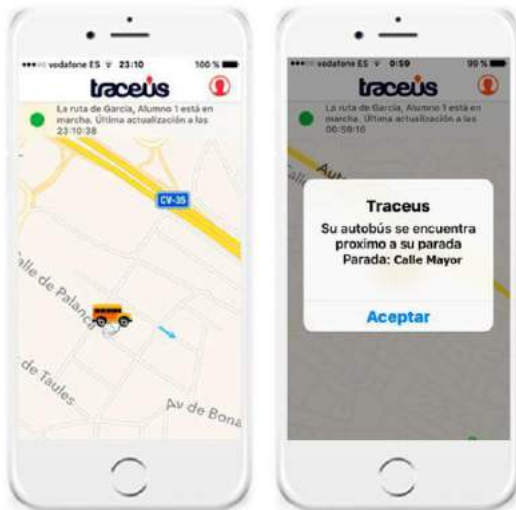 vodafone ES 23:10 100 %
traceus
La ruta de García, Alumno 1 está en
marcha. Última actualización a las
23:10:38
CV-35
Calle de Palanca
de Taules
Av de Bona
vodafone ES 0:59 99 %
traceus
La ruta de García, Alumno 1 está en
marcha. Última actualización a las
00:59:16
Traceus
Su autobús se encuentra
proximo a su parada
Parada: Calle Mayor
Aceptar